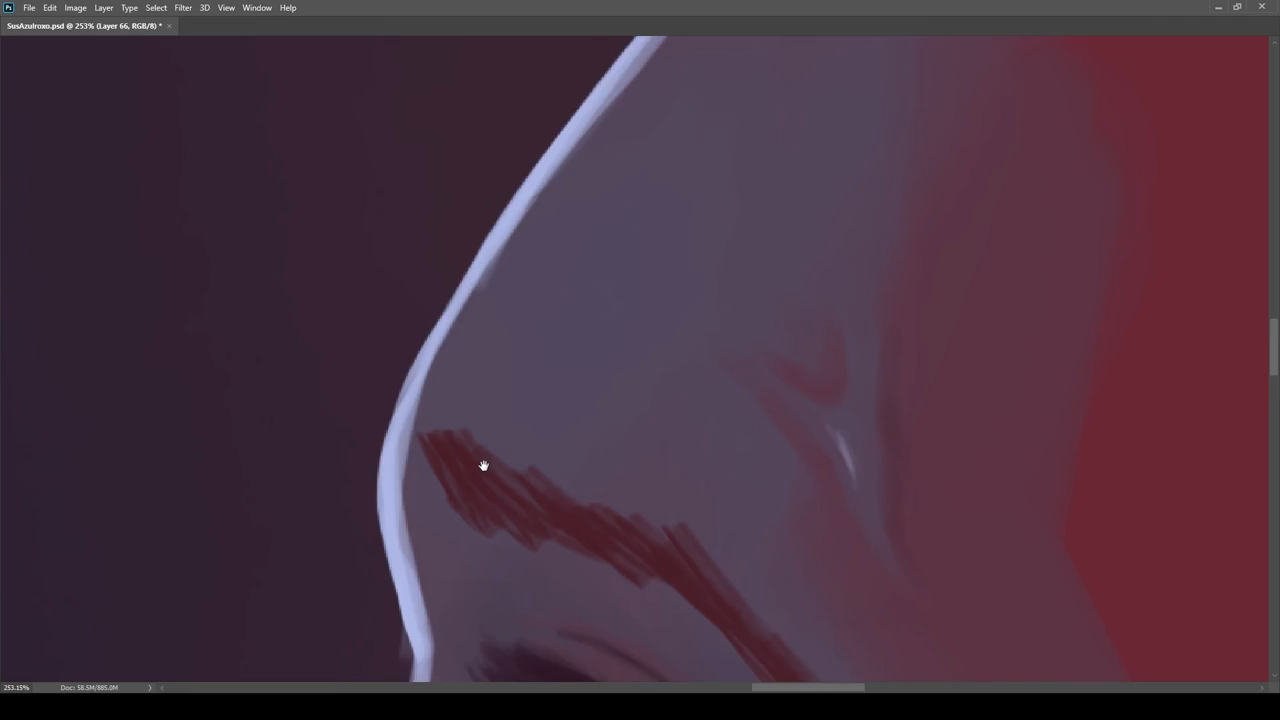 Ps File Edit Image Layer Type Select Filter 3D View Window Help
SusAzulroxo.psd @ 253% (Layer 66, RGB/8) *
253.15% Doc: 58.5M/885.0M